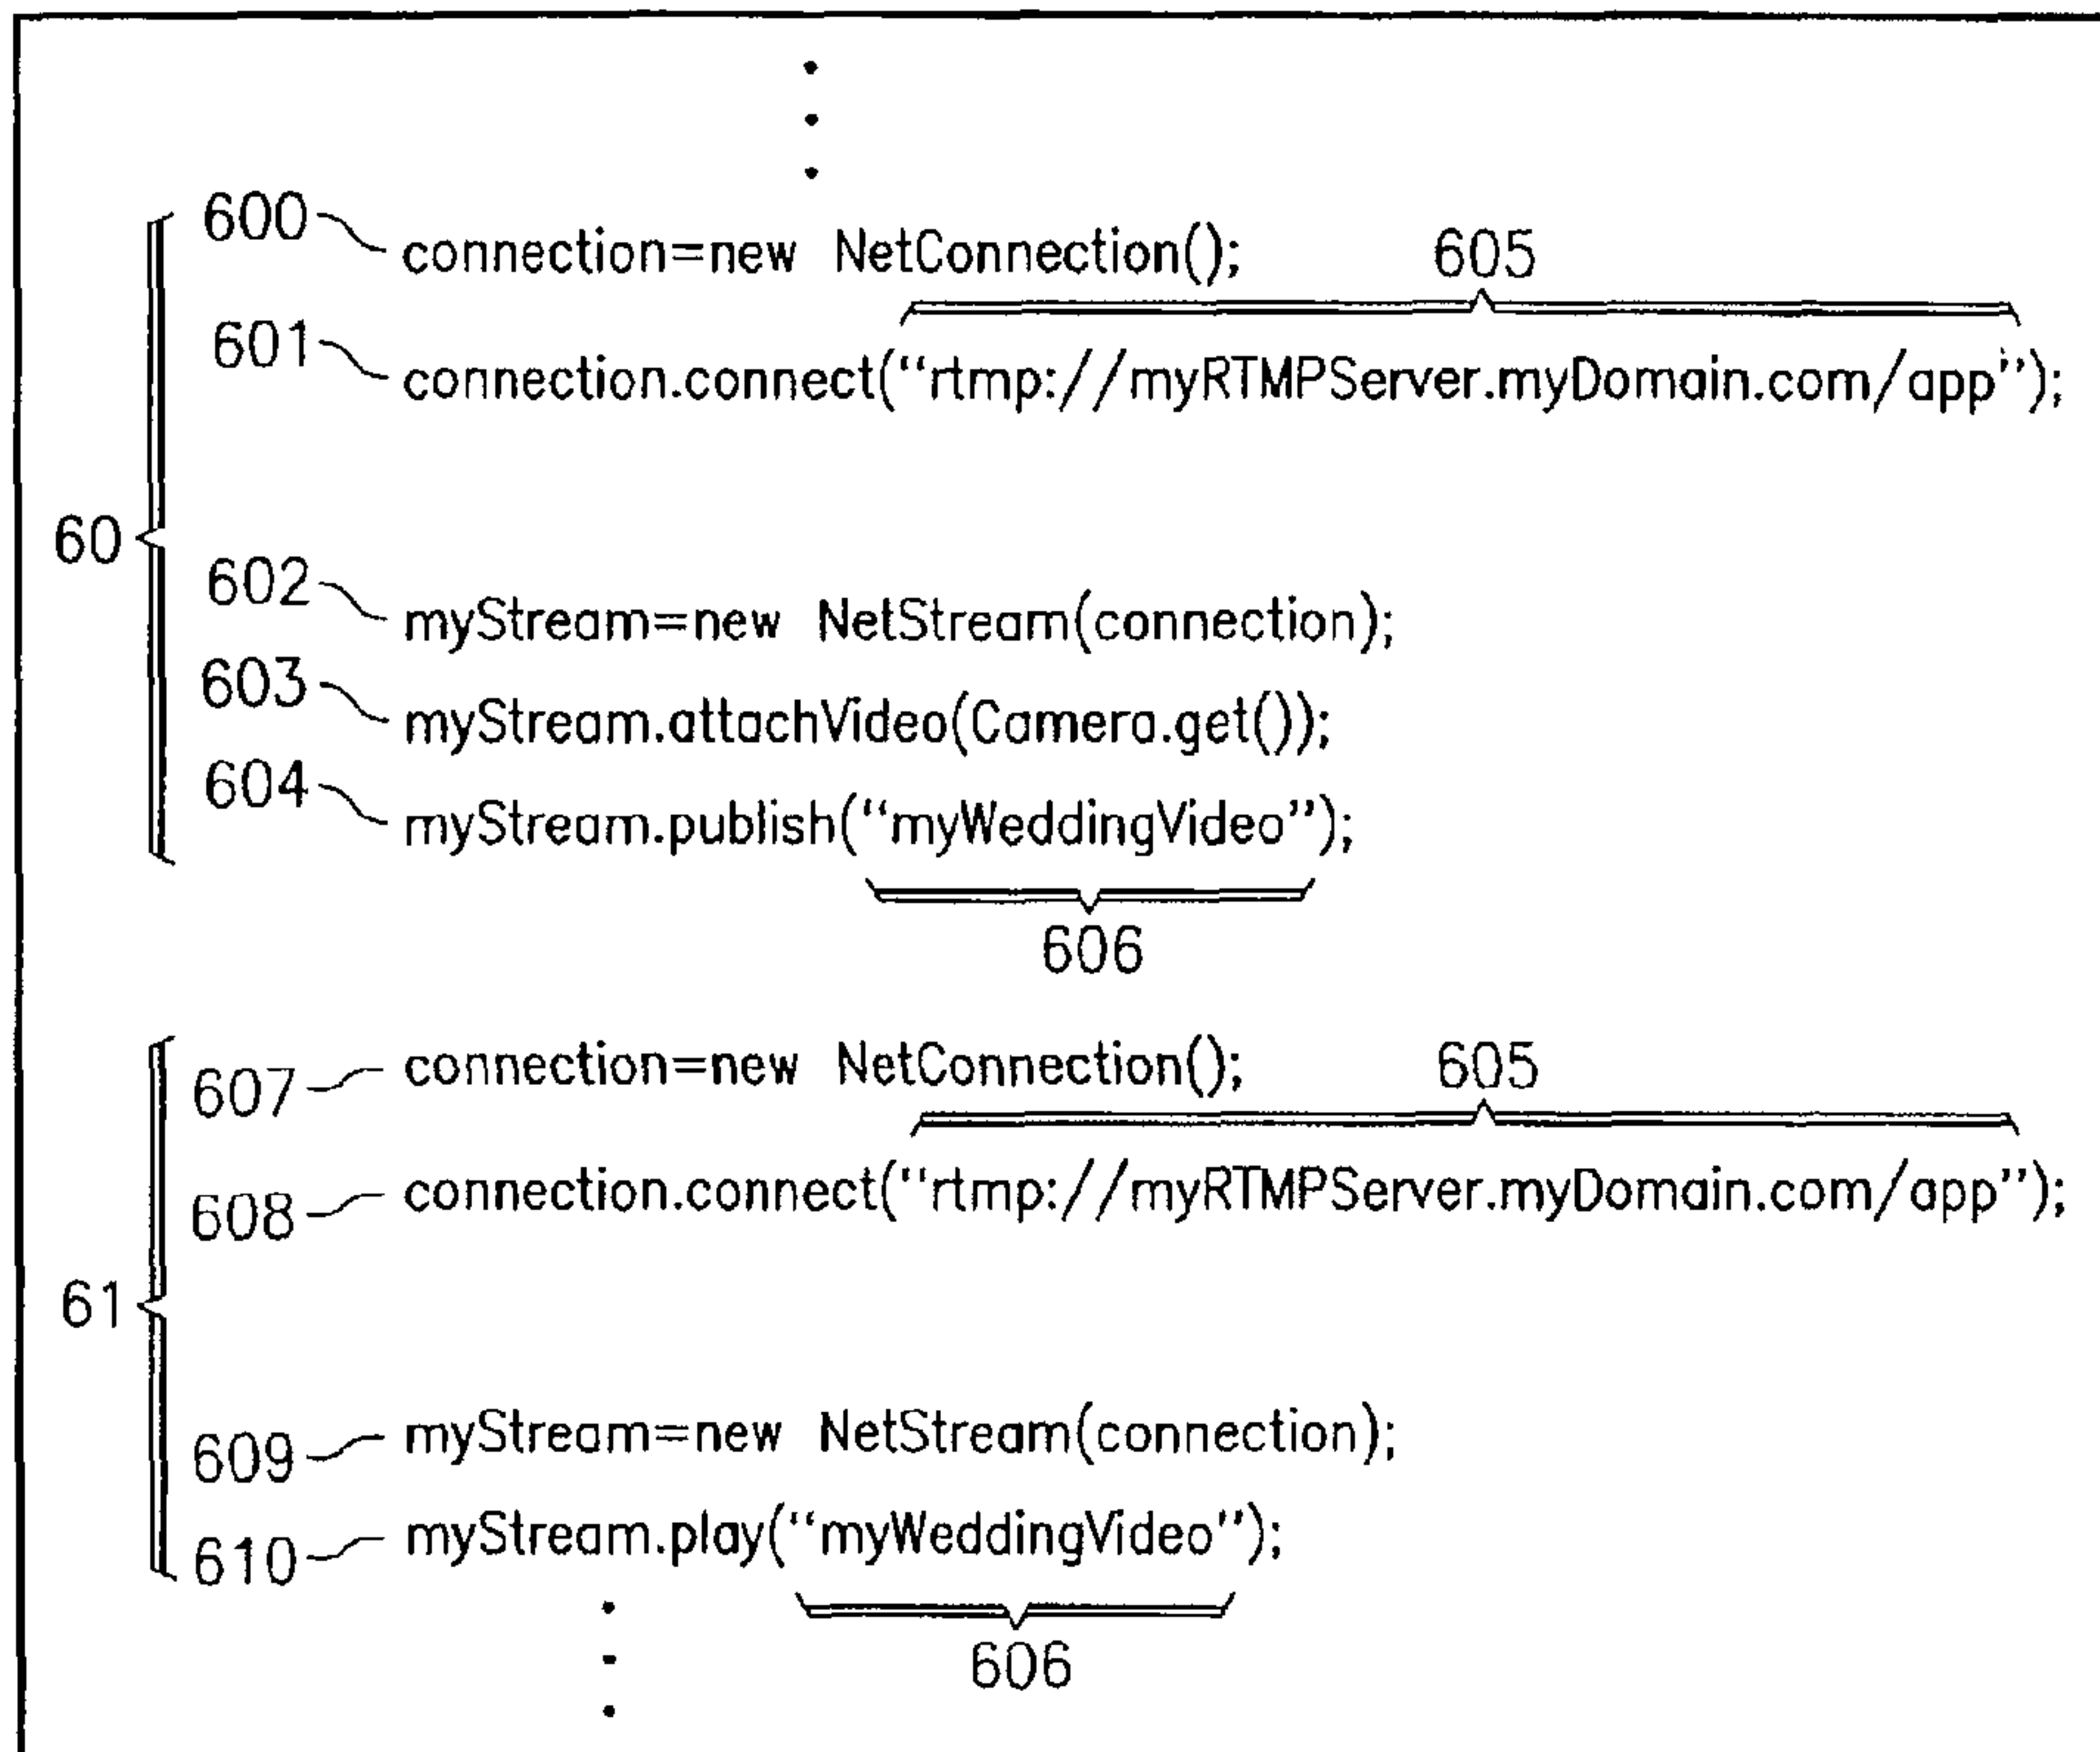 600 connection=new NetConnection(); 605
601 connection.connect(“rtmp://myRTMPServer.myDomain.com/app”);
60
602 myStream=new NetStream(connection);
603 myStream.attachVideo(Camera.get());
604 myStream.publish(“myWeddingVideo”);
606
607 connection=new NetConnection(); 605
608 connection.connect(“rtmp://myRTMPServer.myDomain.com/app”);
61
609 myStream=new NetStream(connection);
610 myStream.play(“myWeddingVideo”);
606